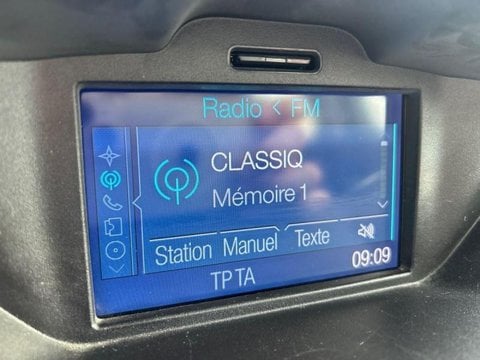 Radio < FM
CLASSIQ
Mémoire 1
Station Manuel Texte
TP TA 09:09